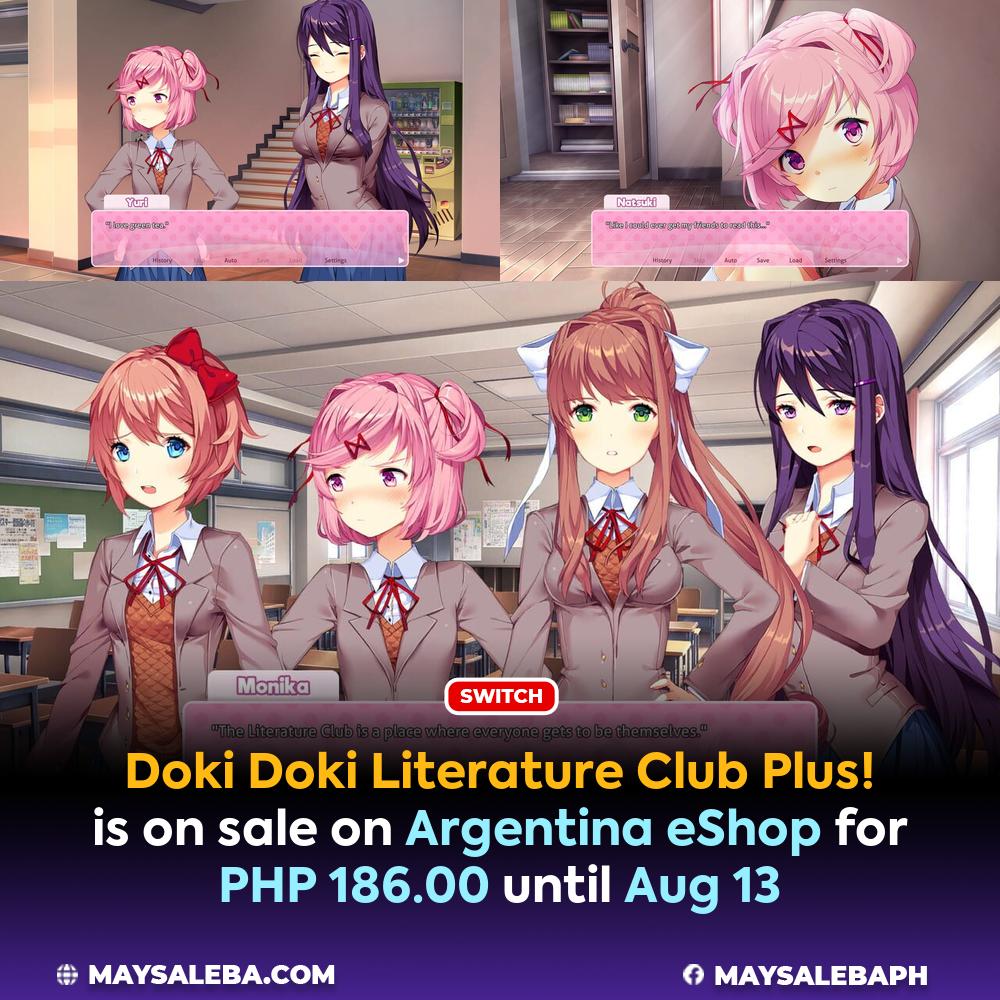 Yuri
"I love green tea."
History Skip Auto Save Load Settings
Natsuki
"Like I could ever get my friends to read this..."
History Skip Auto Save Load Settings
Monika
"The Literature Club is a place where everyone gets to be themselves."
SWITCH
Doki Doki Literature Club Plus!
is on sale on Argentina eShop for
PHP 186.00 until Aug 13
MAYSALEBA.COM
MAYSALEBAPH